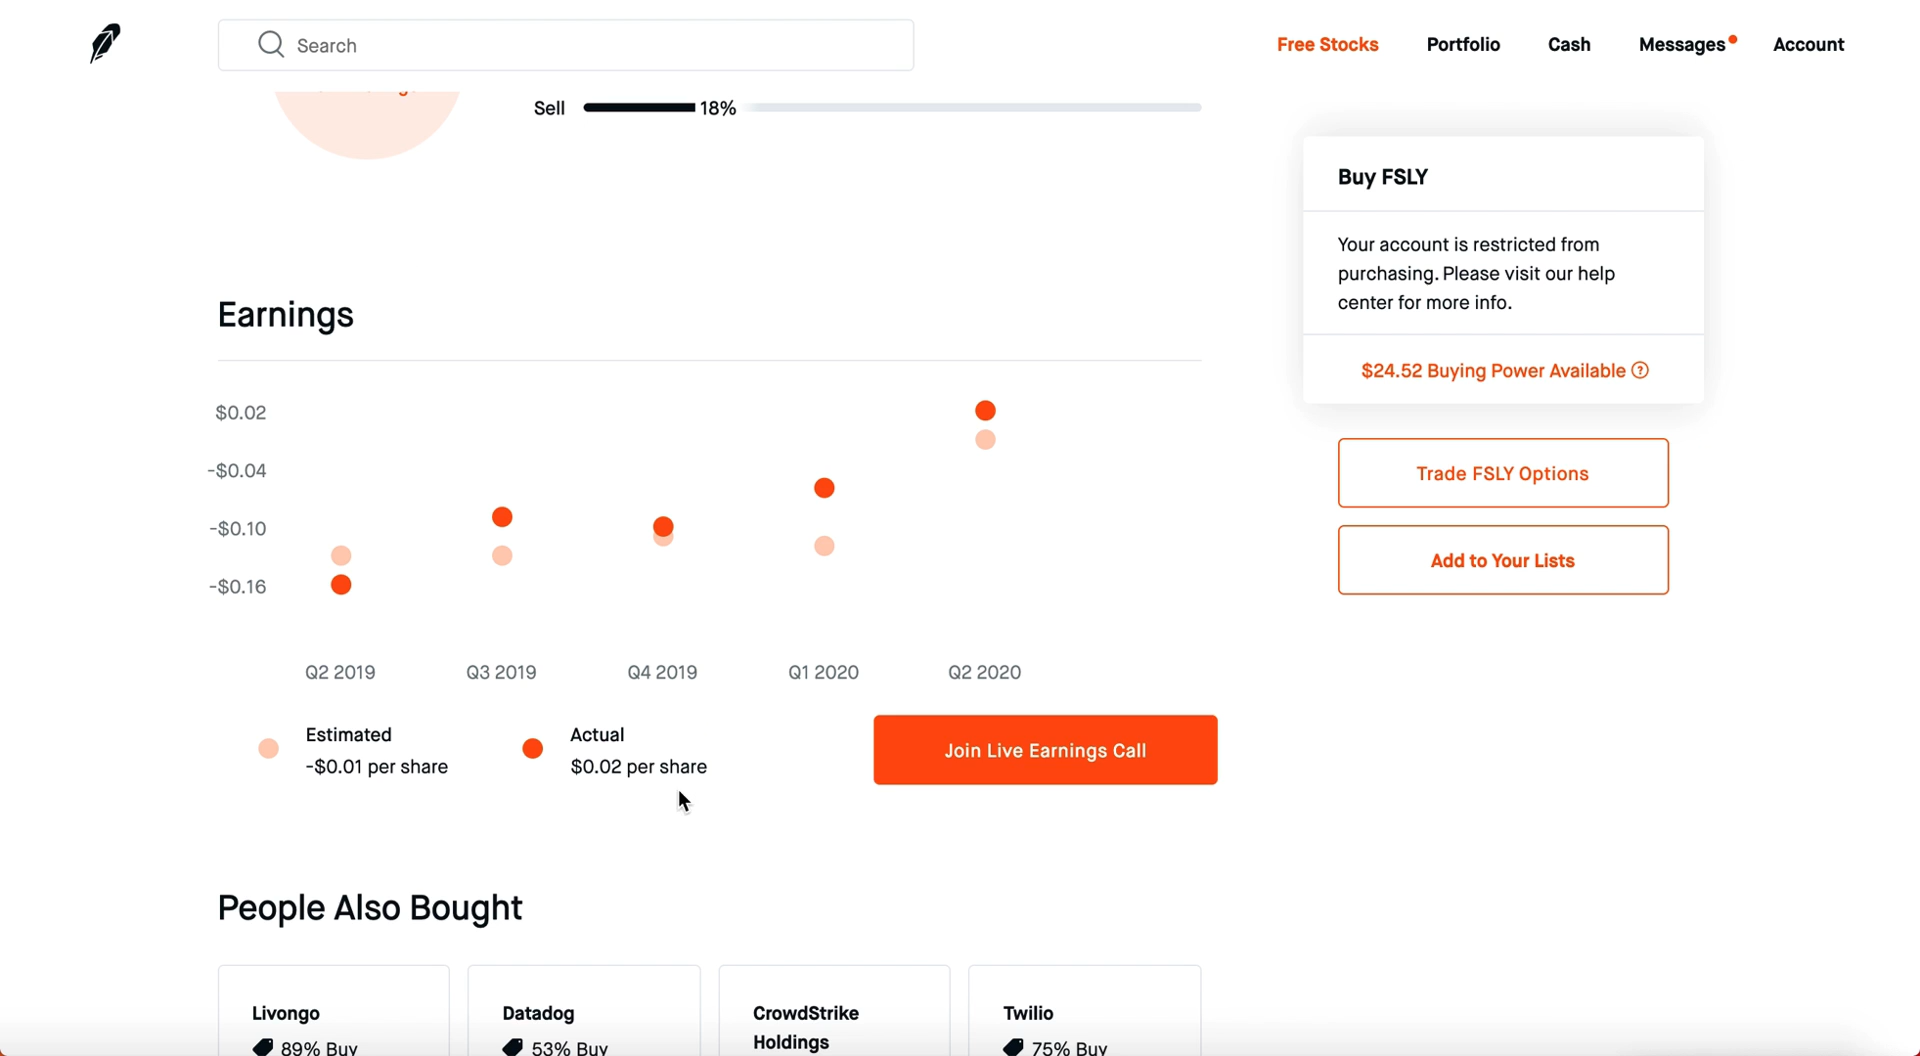 Search
Free Stocks
Portfolio
Cash
Messages
Account
Sell
18%
Buy FSLY
Your account is restricted from
purchasing. Please visit our help
center for more info.
$24.52 Buying Power Available
Trade FSLY Options
Add to Your Lists
Earnings
$0.02
-$0.04
-$0.10
-$0.16
Q2 2019
Q3 2019
Q4 2019
Q1 2020
Q2 2020
Estimated
-$0.01 per share
Actual
$0.02 per share
Join Live Earnings Call
People Also Bought
Livongo
89% Buy
Datadog
53% Buy
CrowdStrike
Holdings
Twilio
75% Buy